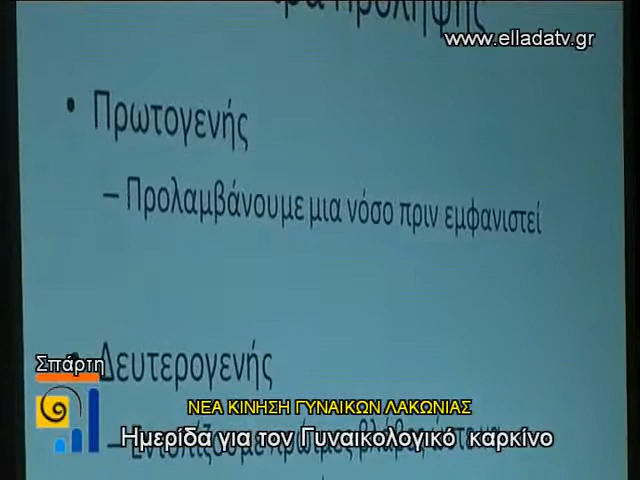 πρόληψης
www.elladatv.gr
• Πρωτογενής
– Προλαμβάνουμε μια νόσο πριν εμφανιστεί
• Δευτερογενής
Σπάρτη
ΝΕΑ ΚΙΝΗΣΗ ΓΥΝΑΙΚΩΝ ΛΑΚΩΝΙΑΣ
Ημερίδα για τον Γυναικολογικό καρκίνο